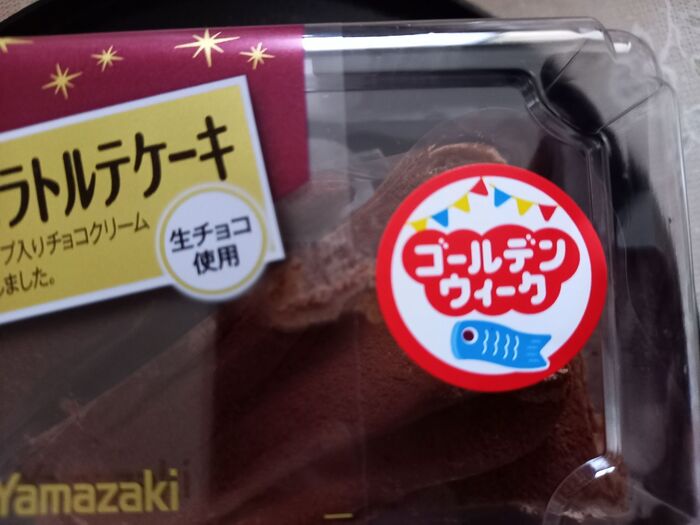 ラトルテケーキ
プ入りチョコクリーム
しました。
生チョコ
使用
ゴールデン
ウィーク
Yamazaki